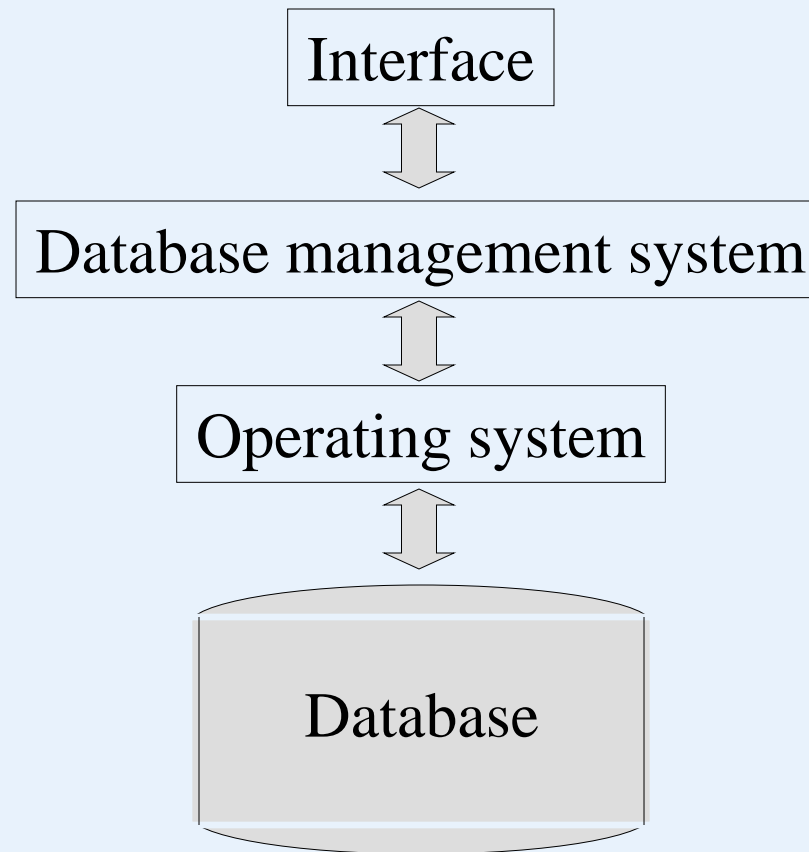 Interface
Database management system
Operating system
Database